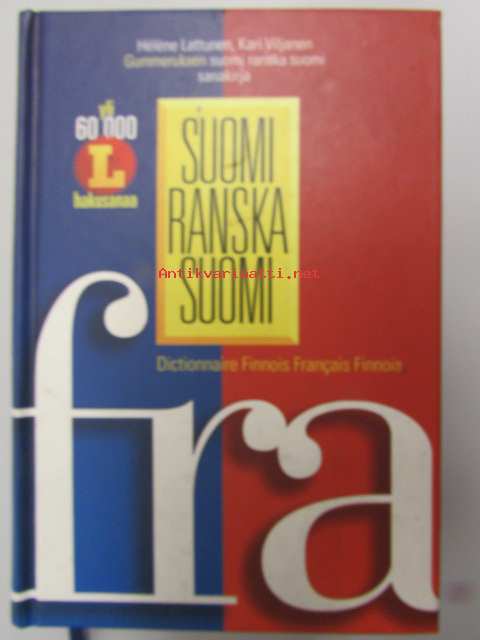 Hélène Lattunen, Kari Viljanen
Gummeruksen suomi ranska suomi
sanakirja
yli
60 000
L
hakusanaa
SUOMI
RANSKA
SUOMI
Antikvariaatti.net
Dictionnaire Finnois Français Finnois
fra